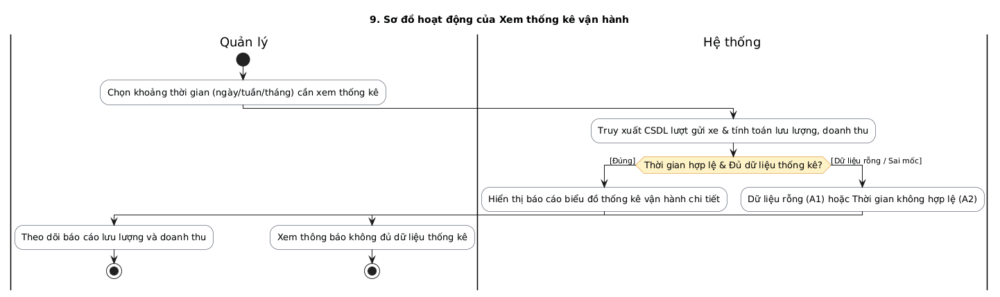 9. Sơ đồ hoạt động của Xem thống kê vận hành
Quản lý
Hệ thống
Chọn khoảng thời gian (ngày/tuần/tháng) cần xem thống kê
Truy xuất CSDL lượt gửi xe & tính toán lưu lượng, doanh thu
[Đúng]
Thời gian hợp lệ & Đủ dữ liệu thống kê?
[Dữ liệu rỗng / Sai mốc]
Hiển thị báo cáo biểu đồ thống kê vận hành chi tiết
Dữ liệu rỗng (A1) hoặc Thời gian không hợp lệ (A2)
Theo dõi báo cáo lưu lượng và doanh thu
Xem thông báo không đủ dữ liệu thống kê